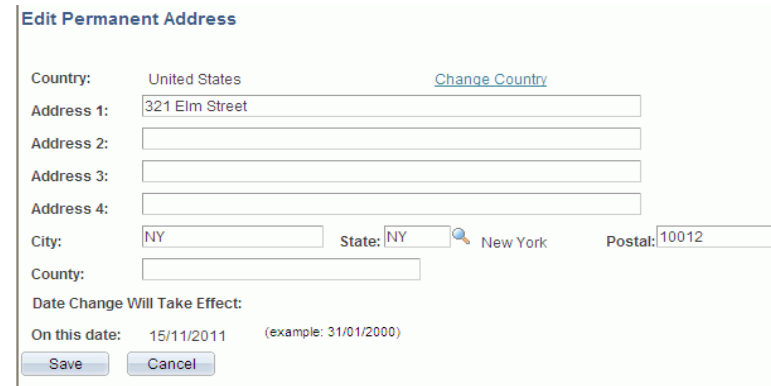 Edit Permanent Address
Country: United States Change Country
Address 1: 321 Elm Street
Address 2:
Address 3:
Address 4:
City: NY State: NY New York Postal: 10012
County:
Date Change Will Take Effect:
On this date: 15/11/2011 (example: 31/01/2000)
Save Cancel